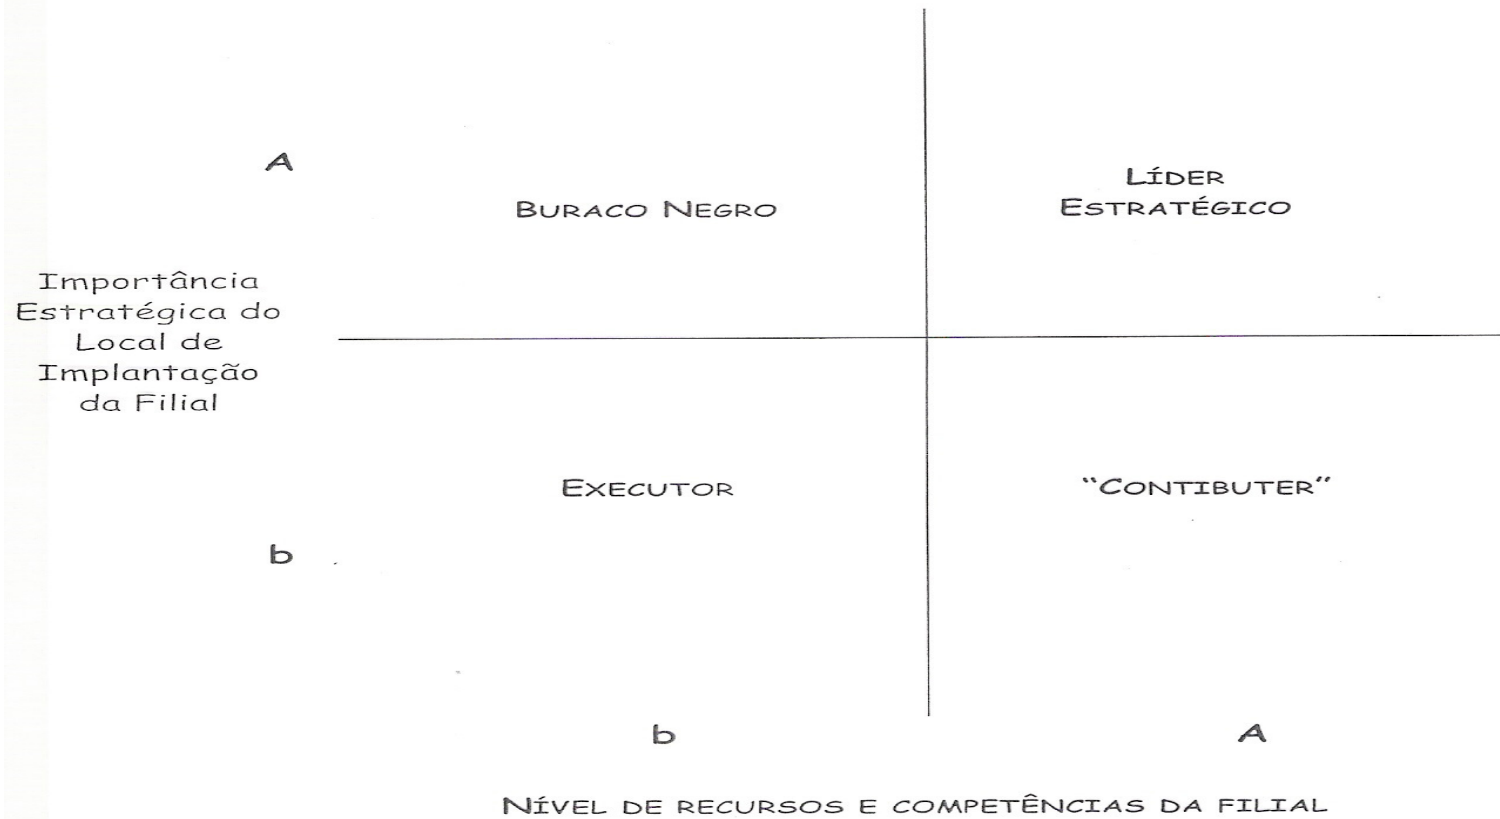 A
BURACO NEGRO
LÍDER
ESTRATÉGICO
Importância
Estratégica do
Local de
Implantação
da Filial
EXECUTOR
“CONTIBUTER”
b
b
A
NÍVEL DE RECURSOS E COMPETÊNCIAS DA FILIAL